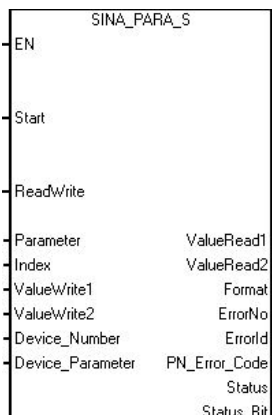 SINA_PARA_S
EN
Start
ReadWrite
Parameter ValueRead1
Index ValueRead2
ValueWrite1 Format
ValueWrite2 ErrorNo
Device_Number ErrorId
Device_Parameter PN_Error_Code
Status
Status_Bit